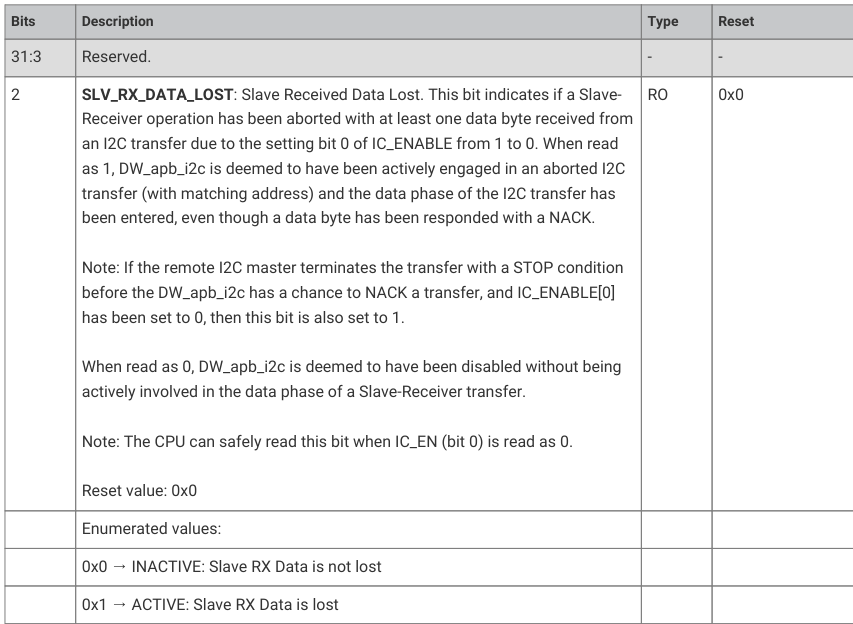 Bits Description Type Reset
31:3 Reserved. - -
2 SLV_RX_DATA_LOST: Slave Received Data Lost. This bit indicates if a Slave- RO 0x0
Receiver operation has been aborted with at least one data byte received from
an I2C transfer due to the setting bit 0 of IC_ENABLE from 1 to 0. When read
as 1, DW_apb_i2c is deemed to have been actively engaged in an aborted I2C
transfer (with matching address) and the data phase of the I2C transfer has
been entered, even though a data byte has been responded with a NACK.
Note: If the remote I2C master terminates the transfer with a STOP condition
before the DW_apb_i2c has a chance to NACK a transfer, and IC_ENABLE[0]
has been set to 0, then this bit is also set to 1.
When read as 0, DW_apb_i2c is deemed to have been disabled without being
actively involved in the data phase of a Slave-Receiver transfer.
Note: The CPU can safely read this bit when IC_EN (bit 0) is read as 0.
Reset value: 0x0
Enumerated values:
0x0 → INACTIVE: Slave RX Data is not lost
0x1 → ACTIVE: Slave RX Data is lost